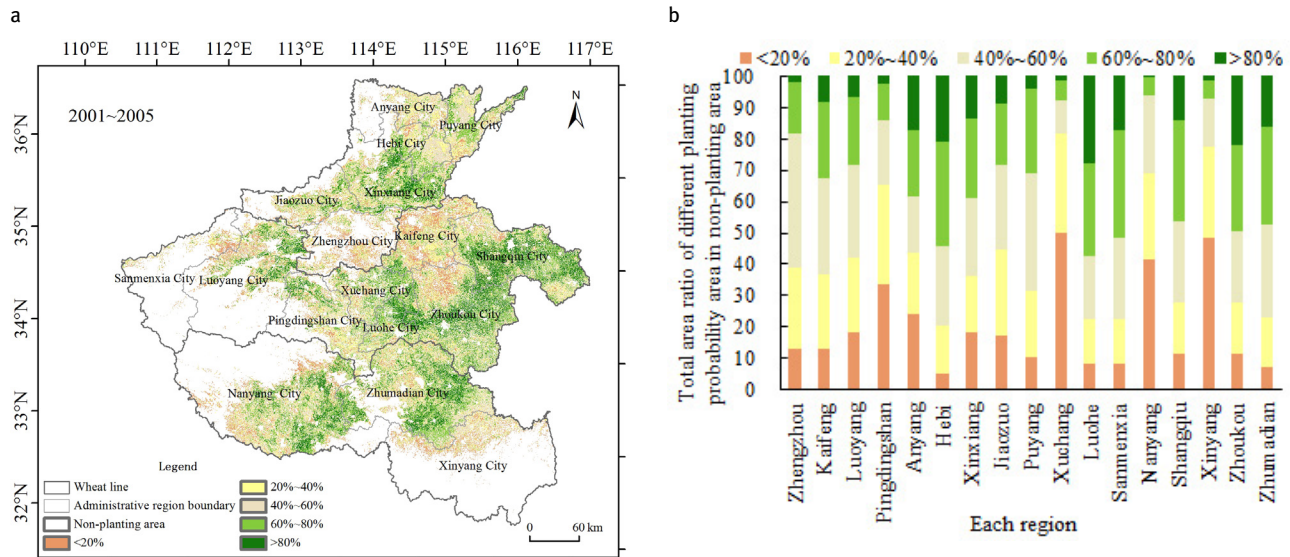 a
110°E 111°E 112°E 113°E 114°E 115°E 116°E 117°E
2001~2005
N
36°N
35°N
34°N
33°N
32°N
Anyang City
Puyang City
Hebi City
Xinxiang City
Jiaozuo City
Zhengzhou City
Kaifeng City
Shangqiu City
Sanmenxia City
Luoyang City
Xuchang City
Pingdingshan City
Luohe City
Zhoukou City
Nanyang City
Zhumadian City
Xinyang City
Legend
Wheat line
Administrative region boundary
Non-planting area
<20%
20%~40%
40%~60%
60%~80%
>80%
0 60 km
b
<20% 20%~40% 40%~60% 60%~80% >80%
Total area ratio of different planting
probability area in non-planting area
100
90
80
70
60
50
40
30
20
10
0
Zhengzhou
Kaifeng
Luoyang
Pingdingshan
Anyang
Hebi
Xinxiang
Jiaozuo
Puyang
Xuchang
Luohe
Sanmenxia
Nanyang
Shangqiu
Xinyang
Zhoukou
Zhumadian
Each region